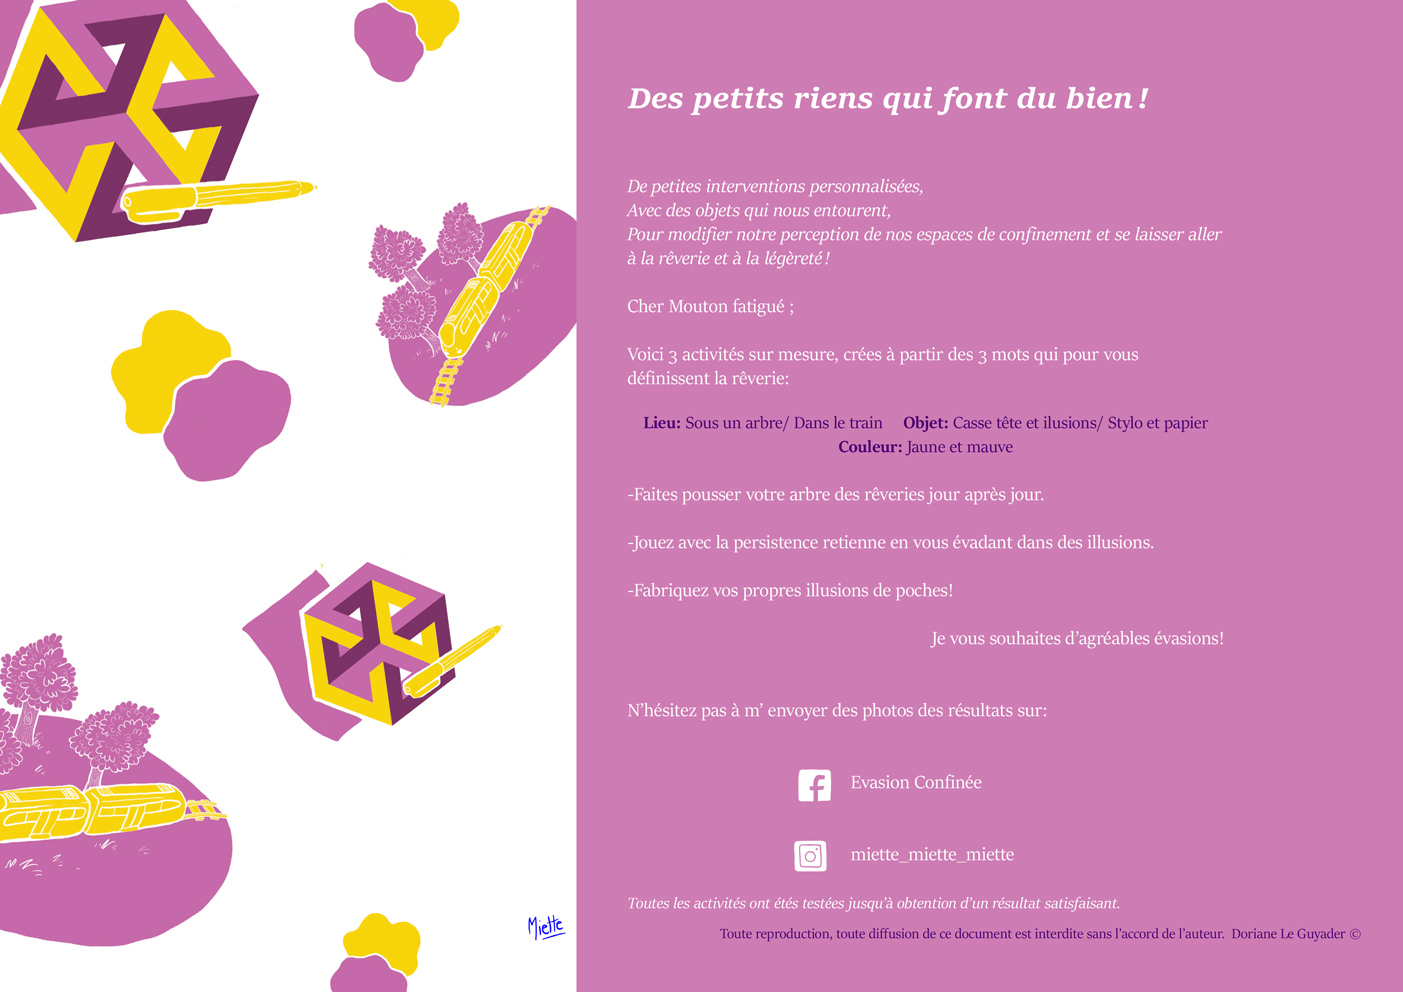 Des petits riens qui font du bien !
De petites interventions personnalisées,
Avec des objets qui nous entourent,
Pour modifier notre perception de nos espaces de confinement et se laisser aller
à la rêverie et à la légèreté !
Cher Mouton fatigué ;
Voici 3 activités sur mesure, crées à partir des 3 mots qui pour vous
définissent la rêverie:
Lieu: Sous un arbre/ Dans le train Objet: Casse tête et ilusions/ Stylo et papier
Couleur: Jaune et mauve
-Faites pousser votre arbre des rêveries jour après jour.
-Jouez avec la persistence retienne en vous évadant dans des illusions.
-Fabriquez vos propres illusions de poches!
Je vous souhaites d'agréables évasions!
N'hésitez pas à m' envoyer des photos des résultats sur:
Evasion Confinée
miette_miette_miette
Toutes les activités ont étés testées jusqu'à obtention d'un résultat satisfaisant.
Toute reproduction, toute diffusion de ce document est interdite sans l'accord de l'auteur. Doriane Le Guyader ©
Miette